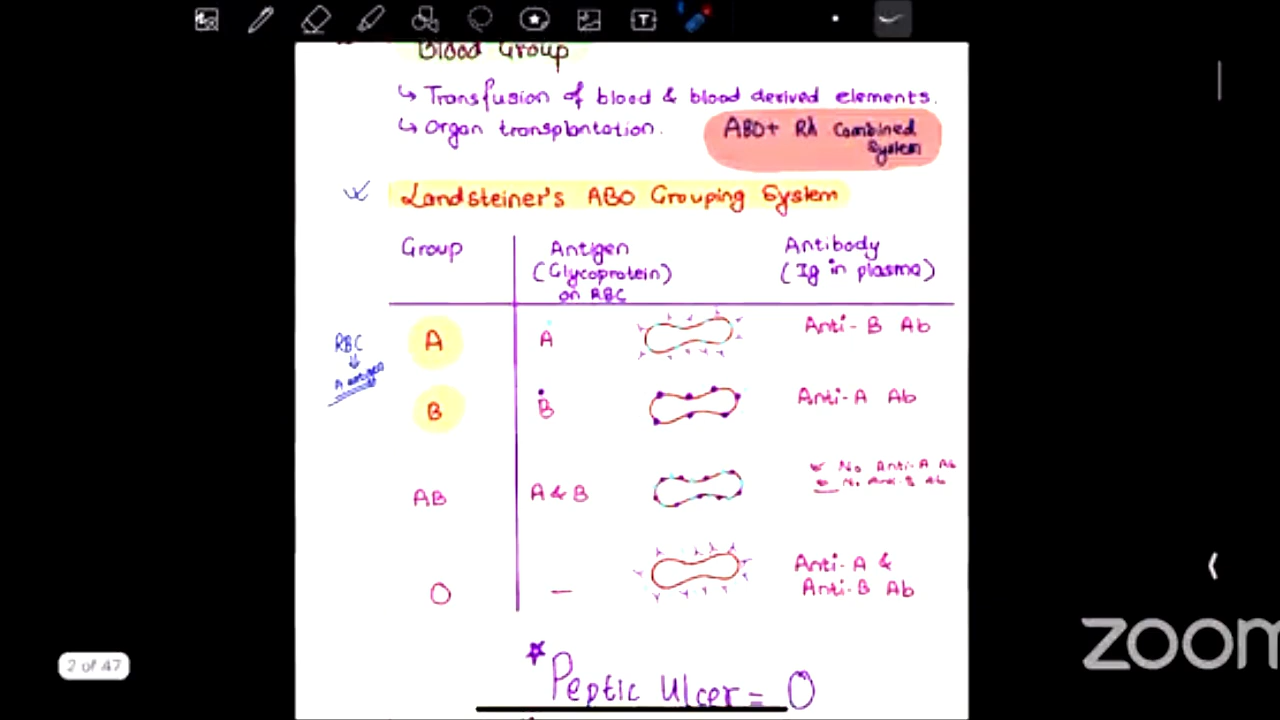 Blood Group
↳ Transfusion of blood & blood derived elements.
↳ Organ transplantation.
ABO+ Rh Combined
System
Landsteiner's ABO Grouping System
Group Antigen Antibody
(Glycoprotein) (Ig in plasma)
on RBC
A A Anti-B Ab
RBC
↓
A antigen
B B Anti-A Ab
AB A & B No Anti-A Ab
No Anti-B Ab
O — Anti-A &
Anti-B Ab
Peptic Ulcer = O
2 of 47
zoom